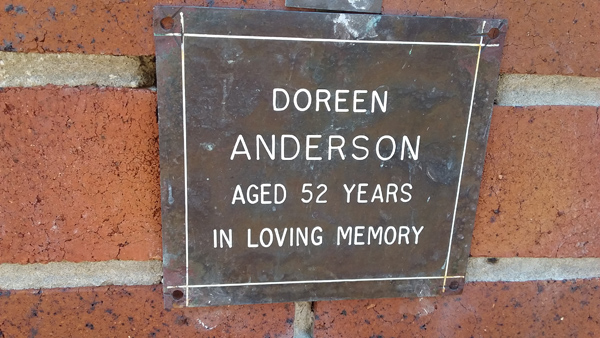 DOREEN
ANDERSON
AGED 52 YEARS
IN LOVING MEMORY